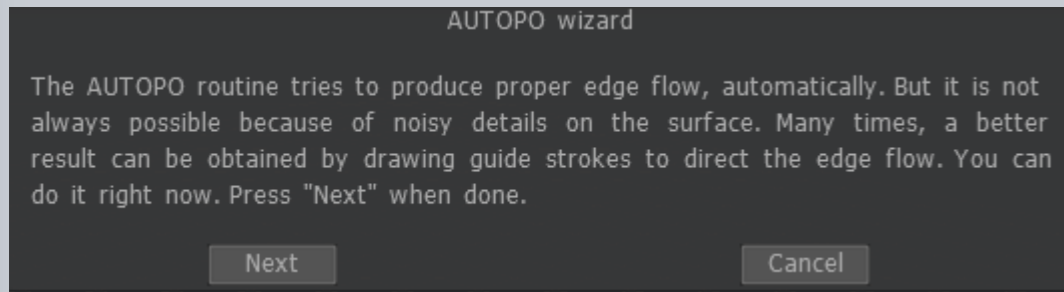 AUTOPO wizard
The AUTOPO routine tries to produce proper edge flow, automatically. But it is not
always possible because of noisy details on the surface. Many times, a better
result can be obtained by drawing guide strokes to direct the edge flow. You can
do it right now. Press "Next" when done.
Next Cancel